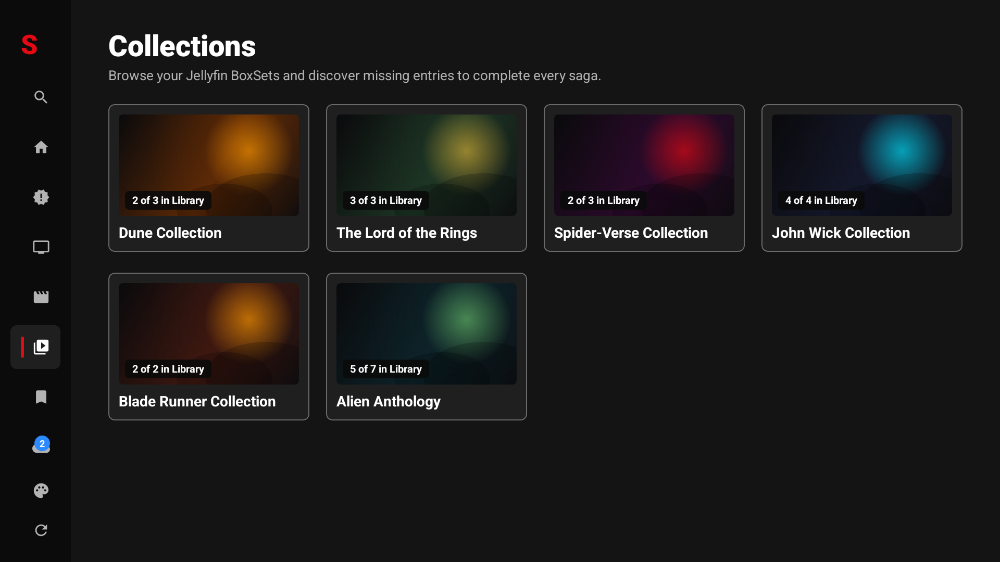 S
Collections
Browse your Jellyfin BoxSets and discover missing entries to complete every saga.
2 of 3 in Library
Dune Collection
3 of 3 in Library
The Lord of the Rings
2 of 3 in Library
Spider-Verse Collection
4 of 4 in Library
John Wick Collection
2 of 2 in Library
Blade Runner Collection
5 of 7 in Library
Alien Anthology
2